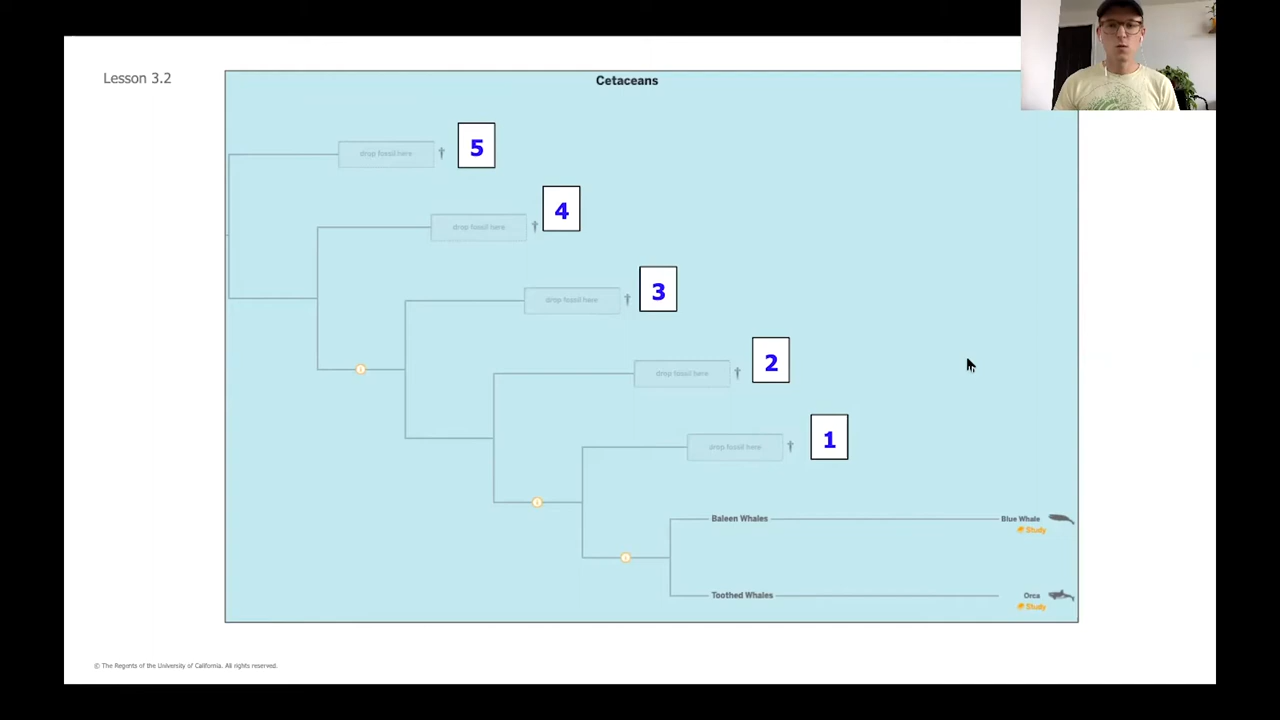 Lesson 3.2
Cetaceans
drop fossil here † 5
drop fossil here † 4
drop fossil here † 3
drop fossil here † 2
drop fossil here † 1
Baleen Whales
Blue Whale
Study
Toothed Whales
Orca
Study
© The Regents of the University of California. All rights reserved.